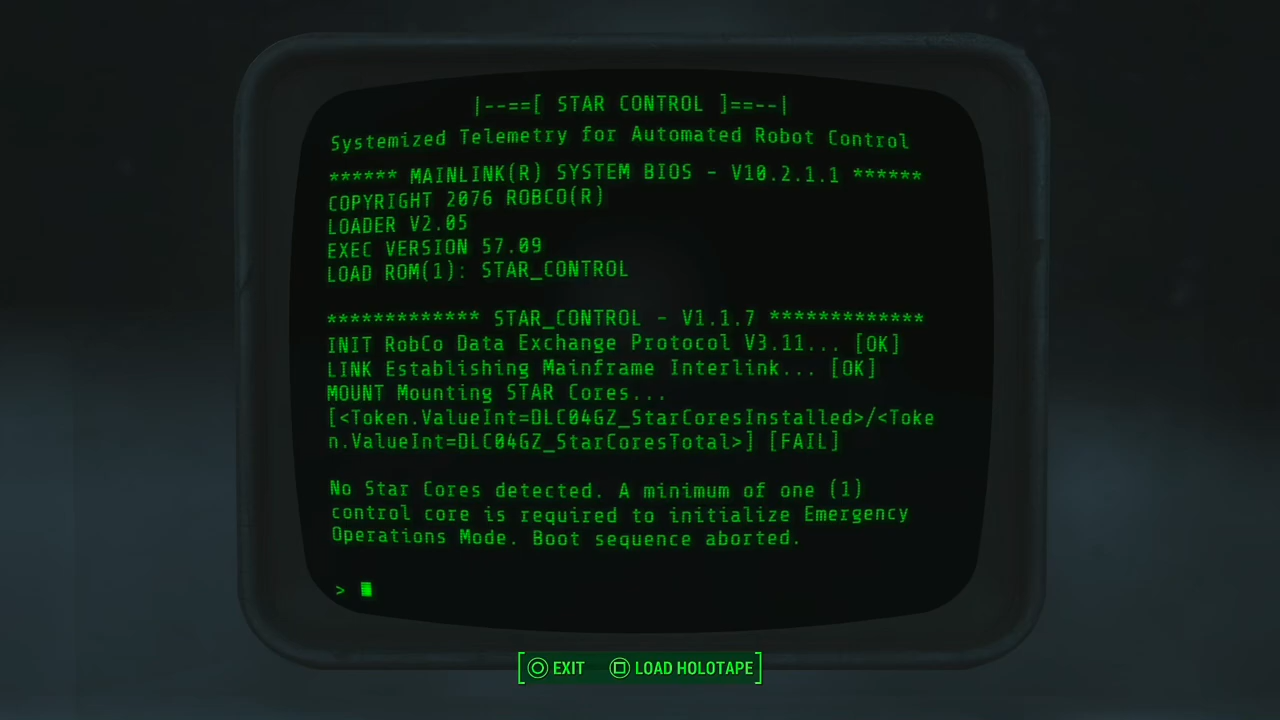 |--==[ STAR CONTROL ]==--|
Systemized Telemetry for Automated Robot Control
****** MAINLINK(R) SYSTEM BIOS - V10.2.1.1 ******
COPYRIGHT 2076 ROBCO(R)
LOADER V2.05
EXEC VERSION 57.09
LOAD ROM(1): STAR_CONTROL
************* STAR_CONTROL - V1.1.7 *************
INIT RobCo Data Exchange Protocol V3.11... [OK]
LINK Establishing Mainframe Interlink... [OK]
MOUNT Mounting STAR Cores...
[<Token.ValueInt=DLC04GZ_StarCoresInstalled>/<Toke
n.ValueInt=DLC04GZ_StarCoresTotal>] [FAIL]
No Star Cores detected. A minimum of one (1)
control core is required to initialize Emergency
Operations Mode. Boot sequence aborted.
>
EXIT LOAD HOLOTAPE